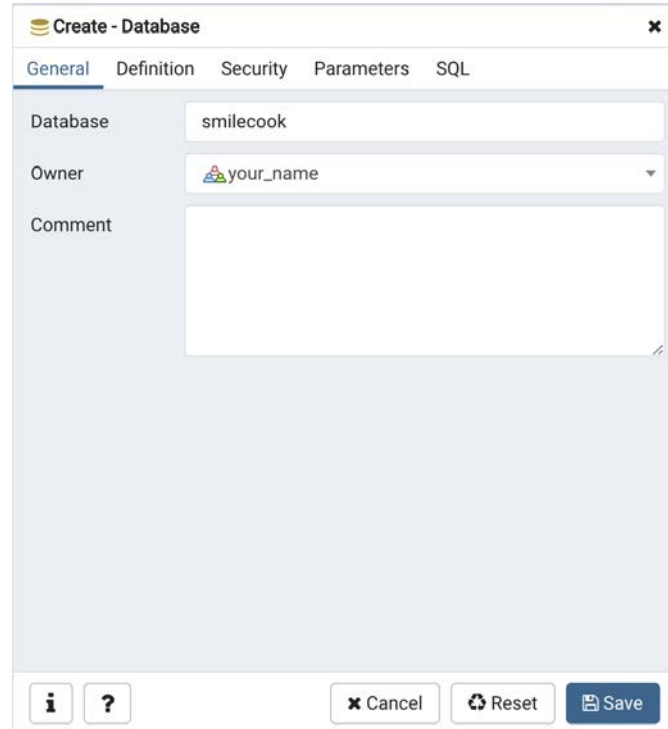 Create - Database
General Definition Security Parameters SQL
Database smilecook
Owner your_name
Comment
i ? Cancel Reset Save